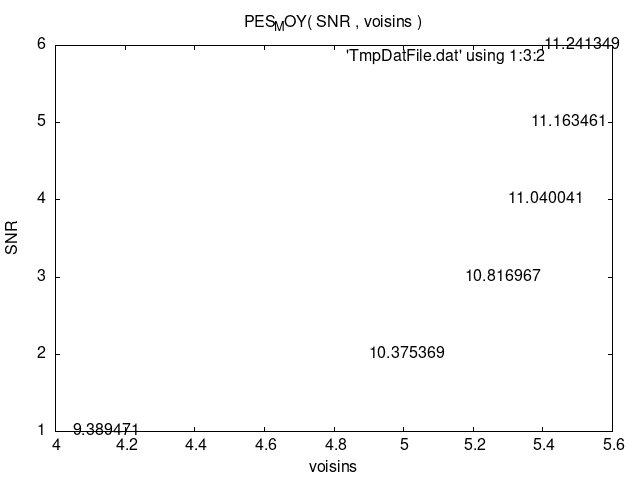 PES_MOY( SNR , voisins )
6
11.241349
'TmpDatFile.dat' using 1:3:2
5
11.163461
4
11.040041
SNR
3
10.816967
2
10.375369
1
9.389471
4 4.2 4.4 4.6 4.8 5 5.2 5.4 5.6
voisins